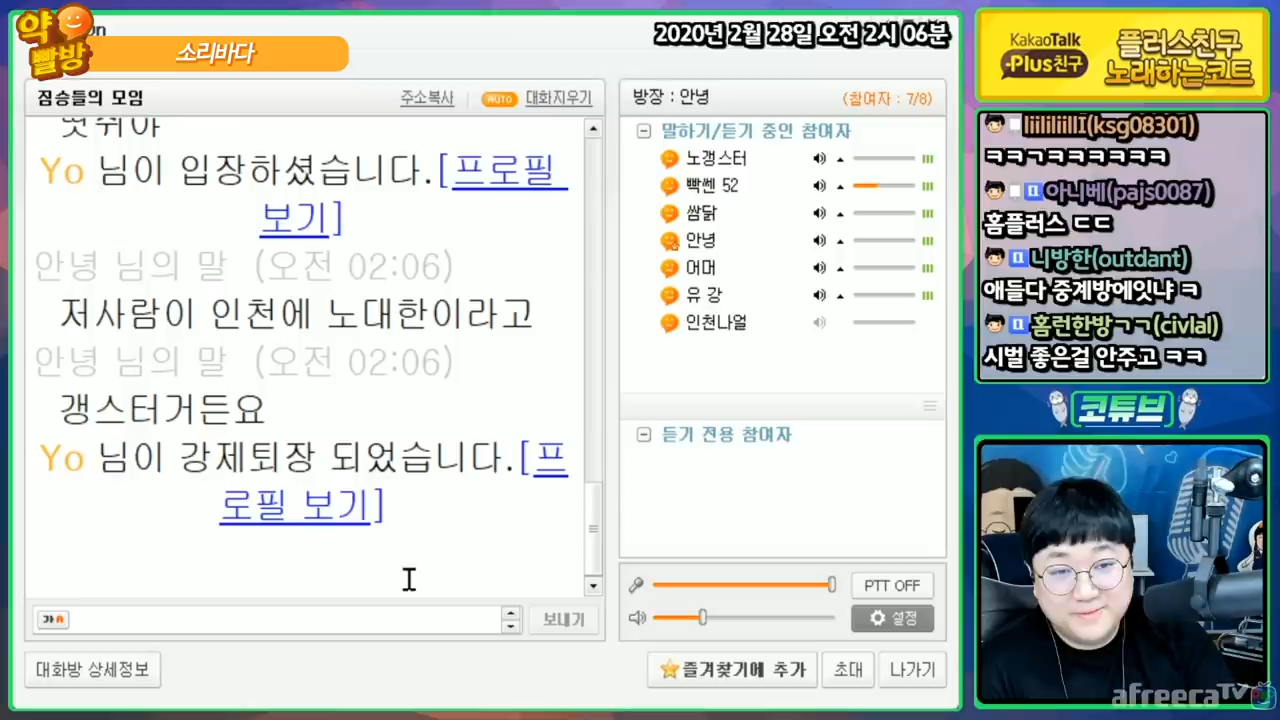 약빨방
on
소리바다
2020년 2월 28일 오전 2시 06분
짐승들의 모임
주소복사
AUTO
대화지우기
떳쥐야
Yo 님이 입장하셨습니다.[프로필
보기]
안녕 님의 말 (오전 02:06)
저사람이 인천에 노대한이라고
안녕 님의 말 (오전 02:06)
갱스터거든요
Yo 님이 강제퇴장 되었습니다.[프
로필 보기]
가
보내기
대화방 상세정보
방장 : 안녕
(참여자 : 7/8)
말하기/듣기 중인 참여자
노갱스터
빡쎈 52
쌈닭
안녕
어머
유 강
인천나얼
듣기 전용 참여자
PTT OFF
설정
즐겨찾기에 추가
초대
나가기
KakaoTalk
Plus친구
플러스친구
노래하는코트
liiliiliillI(ksg08301)
ㅋㅋㄱㅋㅋㅋㅋㅋㅋ
아니베(pajs0087)
홈플러스 ㄷㄷ
니방한(outdant)
애들다 중계방에잇냐 ㅋ
홈런한방ㄱㄱ(civlal)
시벌 좋은걸 안주고 ㅋㅋ
코튜브
afreecaTV